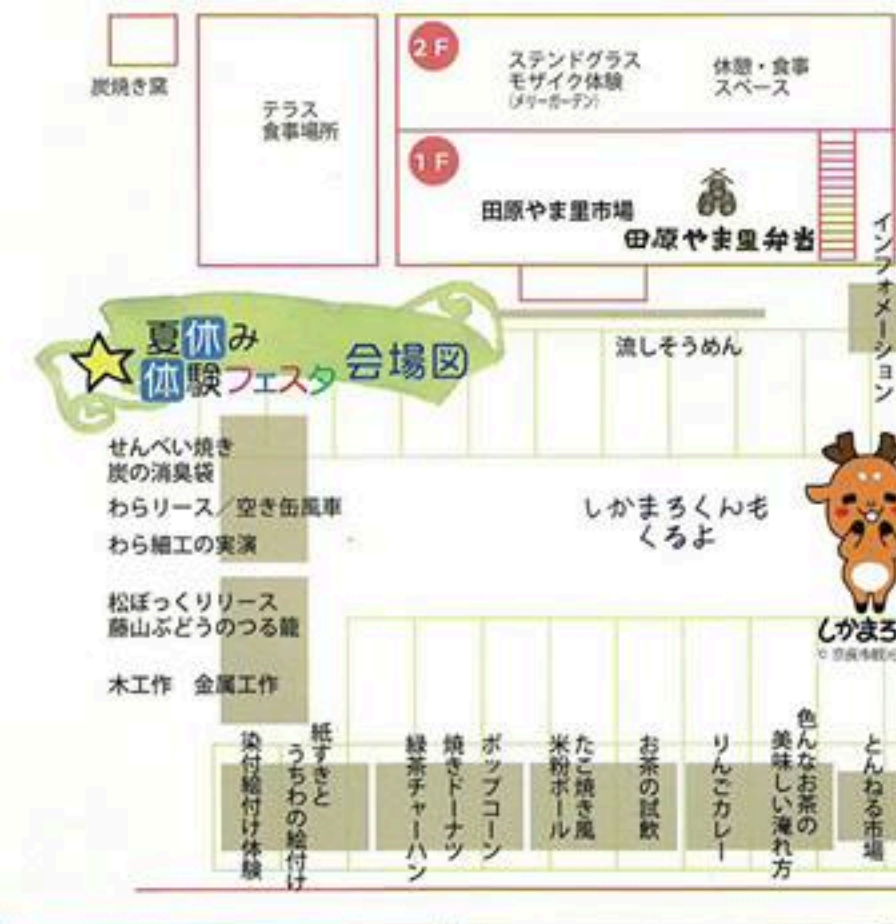 炭焼き窯
テラス
食事場所
2F
ステンドグラス
モザイク体験
(メリーガーデン)
休憩・食事
スペース
1F
田原やま里市場
田原やま里弁当
インフォメーション
夏休み
体験フェスタ
会場図
流しそうめん
せんべい焼き
炭の消臭袋
わらリース/空き缶風車
わら細工の実演
しかまろくんも
くるよ
松ぼっくりリース
藤山ぶどうのつる籠
木工作 金属工作
しかまろ
染付絵付け体験
紙すきと
うちわの絵付け
緑茶チャーハン
焼きドーナツ
ポップコーン
たこ焼き風
米粉ボール
お茶の試飲
りんごカレー
色んなお茶の
美味しい淹れ方
とんねる市場